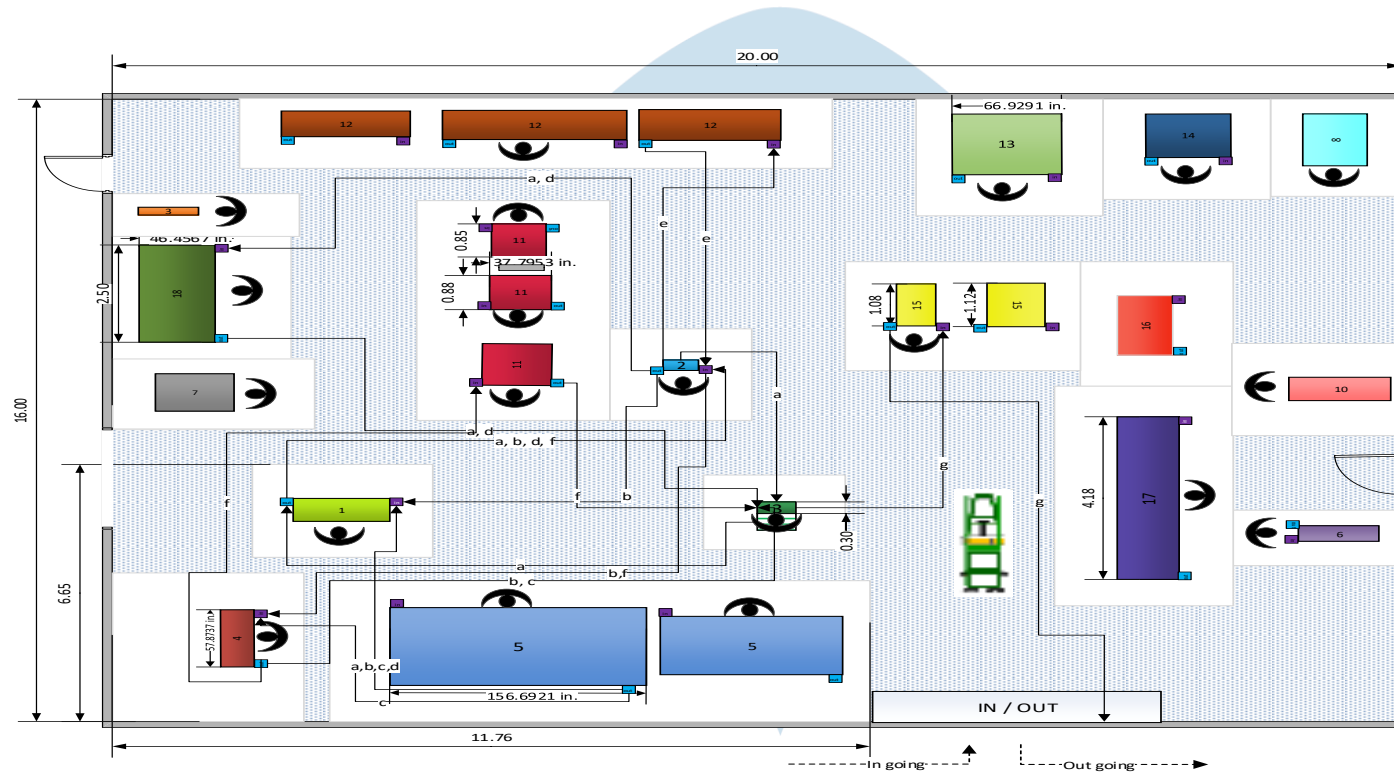 20.00
66.9291 in.
12
12
12
13
14
8
a, d
3
46.4567 in.
0.85
11
37.7953 in.
e
e
2.50
18
0.88
11
1.08
15
1.12
15
16
11
2
7
10
a
16.00
a, d
a, b, d, f
g
4.18
17
f
f
b
1
3
g
T
0.30
6
6.65
a
b,f
b, c
57.8737 in.
4
5
5
a,b,c,d
156.6921 in.
c
IN / OUT
11.76
In going
Out going